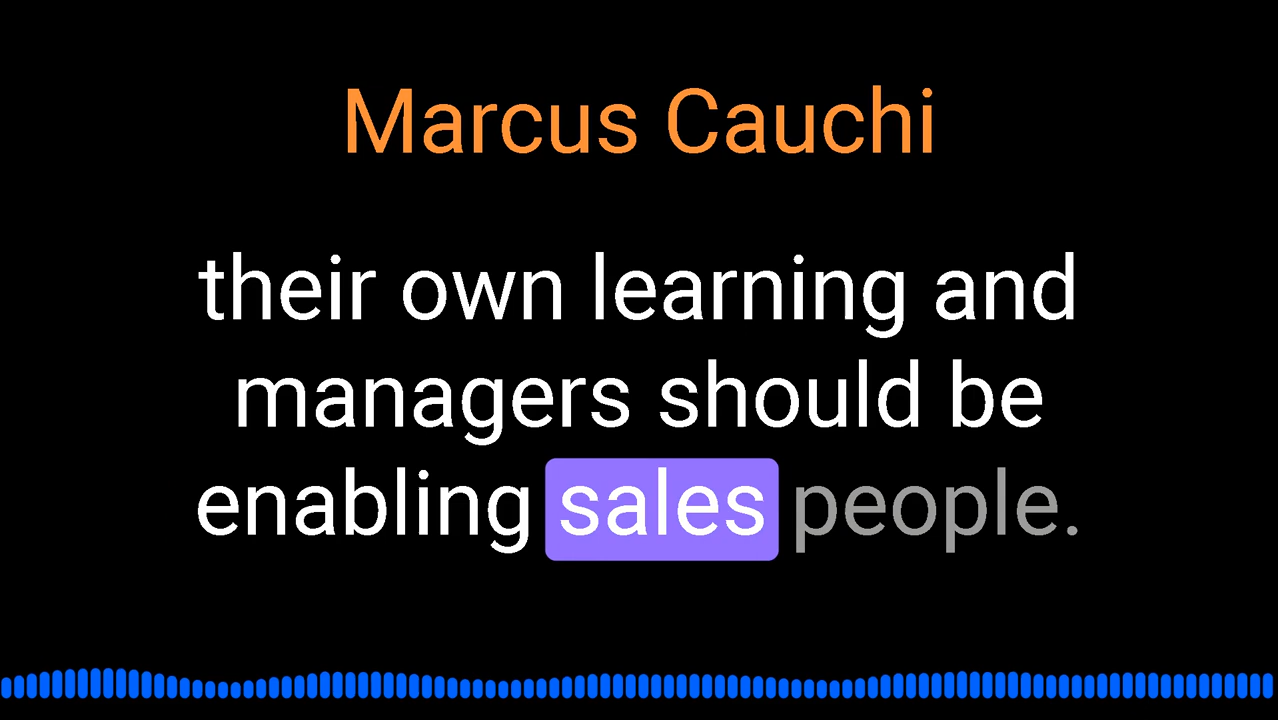 Marcus Cauchi
their own learning and
managers should be
enabling sales people.